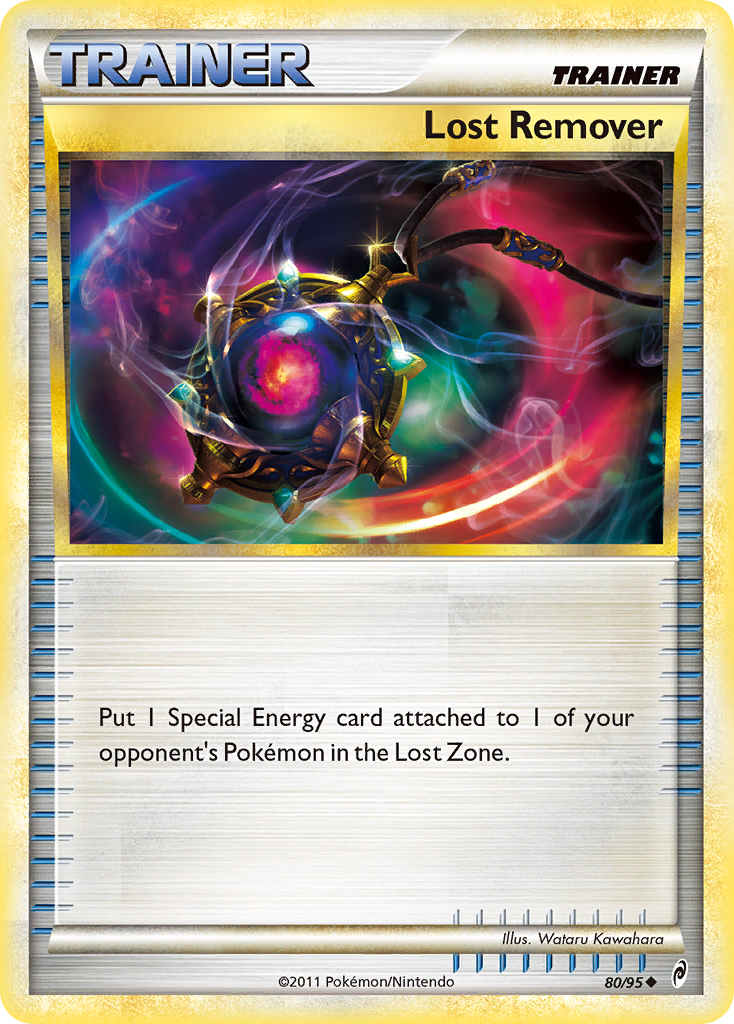 TRAINER
TRAINER
Lost Remover
Put 1 Special Energy card attached to 1 of your
opponent's Pokémon in the Lost Zone.
Illus. Wataru Kawahara
©2011 Pokémon/Nintendo
80/95 ◆